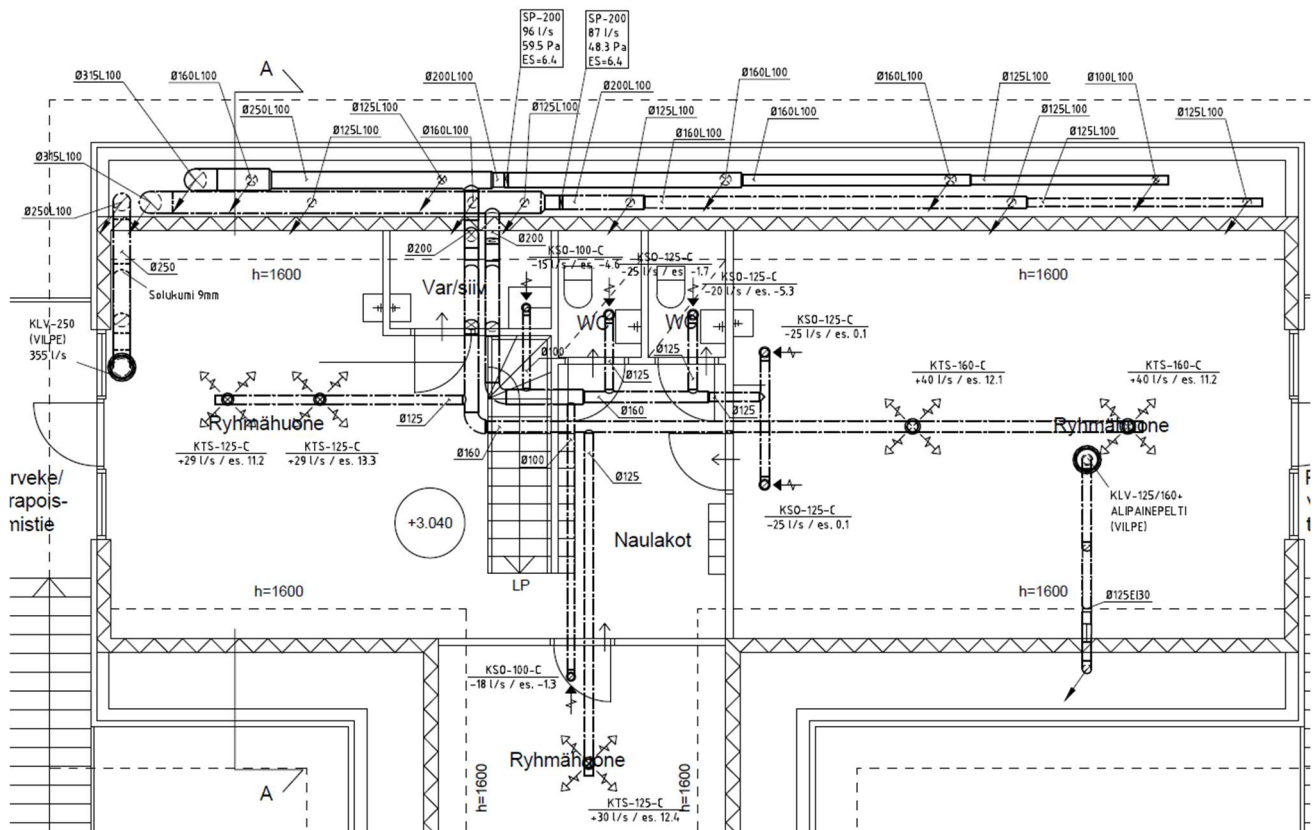 SP-200
96 l/s
59.5 Pa
ES=6.4
SP-200
87 l/s
48.3 Pa
ES=6.4
Ø315L100
Ø160L100
A
Ø250L100
Ø125L100
Ø125L100
Ø160L100
Ø200L100
Ø125L100
Ø200L100
Ø125L100
Ø160L100
Ø160L100
Ø160L100
Ø160L100
Ø125L100
Ø125L100
Ø100L100
Ø125L100
Ø125L100
Ø315L100
Ø250L100
Ø250
Solukumi 9mm
h=1600
Ø200
Ø200
KSO-100-C
-15 l/s / es. -4.6
KSO-125-C
-25 l/s / es. -1.7
KSO-125-C
-20 l/s / es. -5.3
h=1600
Var/siiv
WC
WC
KLV-250
(VILPE)
355 l/s
KSO-125-C
-25 l/s / es. 0.1
Ø100
Ø125
Ø125
KTS-160-C
+40 l/s / es. 12.1
KTS-160-C
+40 l/s / es. 11.2
Ø125
Ø160
Ø125
Ryhmähuone
Ryhmähuone
KTS-125-C
+29 l/s / es. 11.2
KTS-125-C
+29 l/s / es. 13.3
Ø160
Ø100
Ø125
rveke/
rapois-
mistie
+3.040
Naulakot
KSO-125-C
-25 l/s / es. 0.1
KLV-125/160+
ALIPAINEPELTI
(VILPE)
LP
h=1600
h=1600
Ø125EI30
KSO-100-C
-18 l/s / es. -1.3
Ryhmähuone
h=1600
h=1600
A
KTS-125-C
+30 l/s / es. 12.4